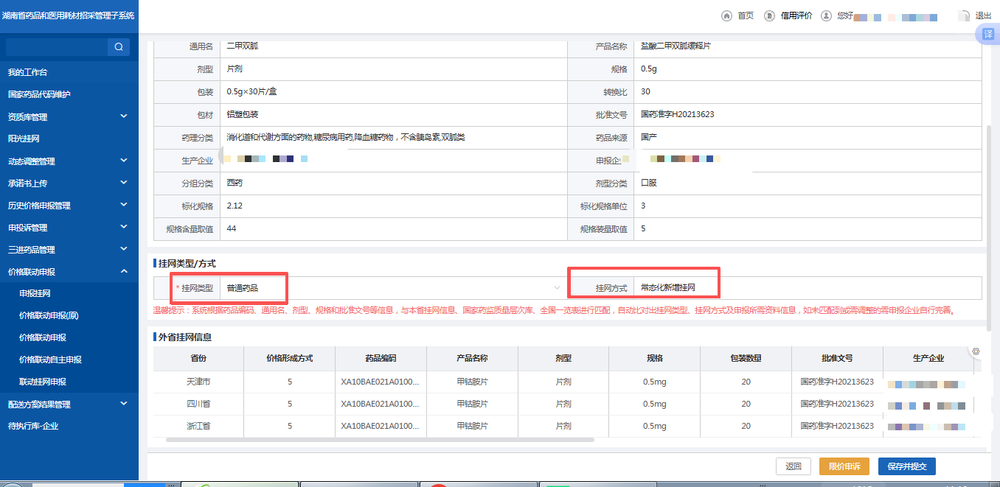 湖南省药品和医用耗材招采管理子系统
首页 信用评价 您好 退出
译
我的工作台
国家药品代码维护
资质库管理
阳光挂网
动态调整管理
承诺书上传
历史价格申报管理
申投诉管理
三进药品管理
价格联动申报
申报挂网
价格联动申报(原)
价格联动申报
价格联动自主申报
联动挂网申报
配送方案结果管理
待执行库-企业
通用名 二甲双胍 产品名称 盐酸二甲双胍缓释片
剂型 片剂 规格 0.5g
包装 0.5g×30片/盒 转换比 30
包材 铝塑包装 批准文号 国药准字H20213623
药理分类 消化道和代谢方面的药物,糖尿病用药,降血糖药物，不含胰岛素,双胍类 药品来源 国产
生产企业 申报企
分组分类 西药 剂型分类 口服
标化规格 2.12 标化规格单位 3
规格含量取值 44 规格装量取值 5
挂网类型/方式
* 挂网类型 普通药品 挂网方式 常态化新增挂网
温馨提示：系统根据药品编码、通用名、剂型、规格和批准文号等信息，与本省挂网信息、国家药监质量层次库、全国一览表进行匹配，自动比对出挂网类型、挂网方式及申报所需资料信息，如未匹配到或需调整的需申报企业自行完善。
外省挂网信息
省份 价格形成方式 药品编码 产品名称 剂型 规格 包装数量 批准文号 生产企业
天津市 5 XA10BAE021A0100... 甲钴胺片 片剂 0.5mg 20 国药准字H20213623
四川省 5 XA10BAE021A0100... 甲钴胺片 片剂 0.5mg 20 国药准字H20213623
浙江省 5 XA10BAE021A0100... 甲钴胺片 片剂 0.5mg 20 国药准字H20213623
返回 限价申诉 保存并提交